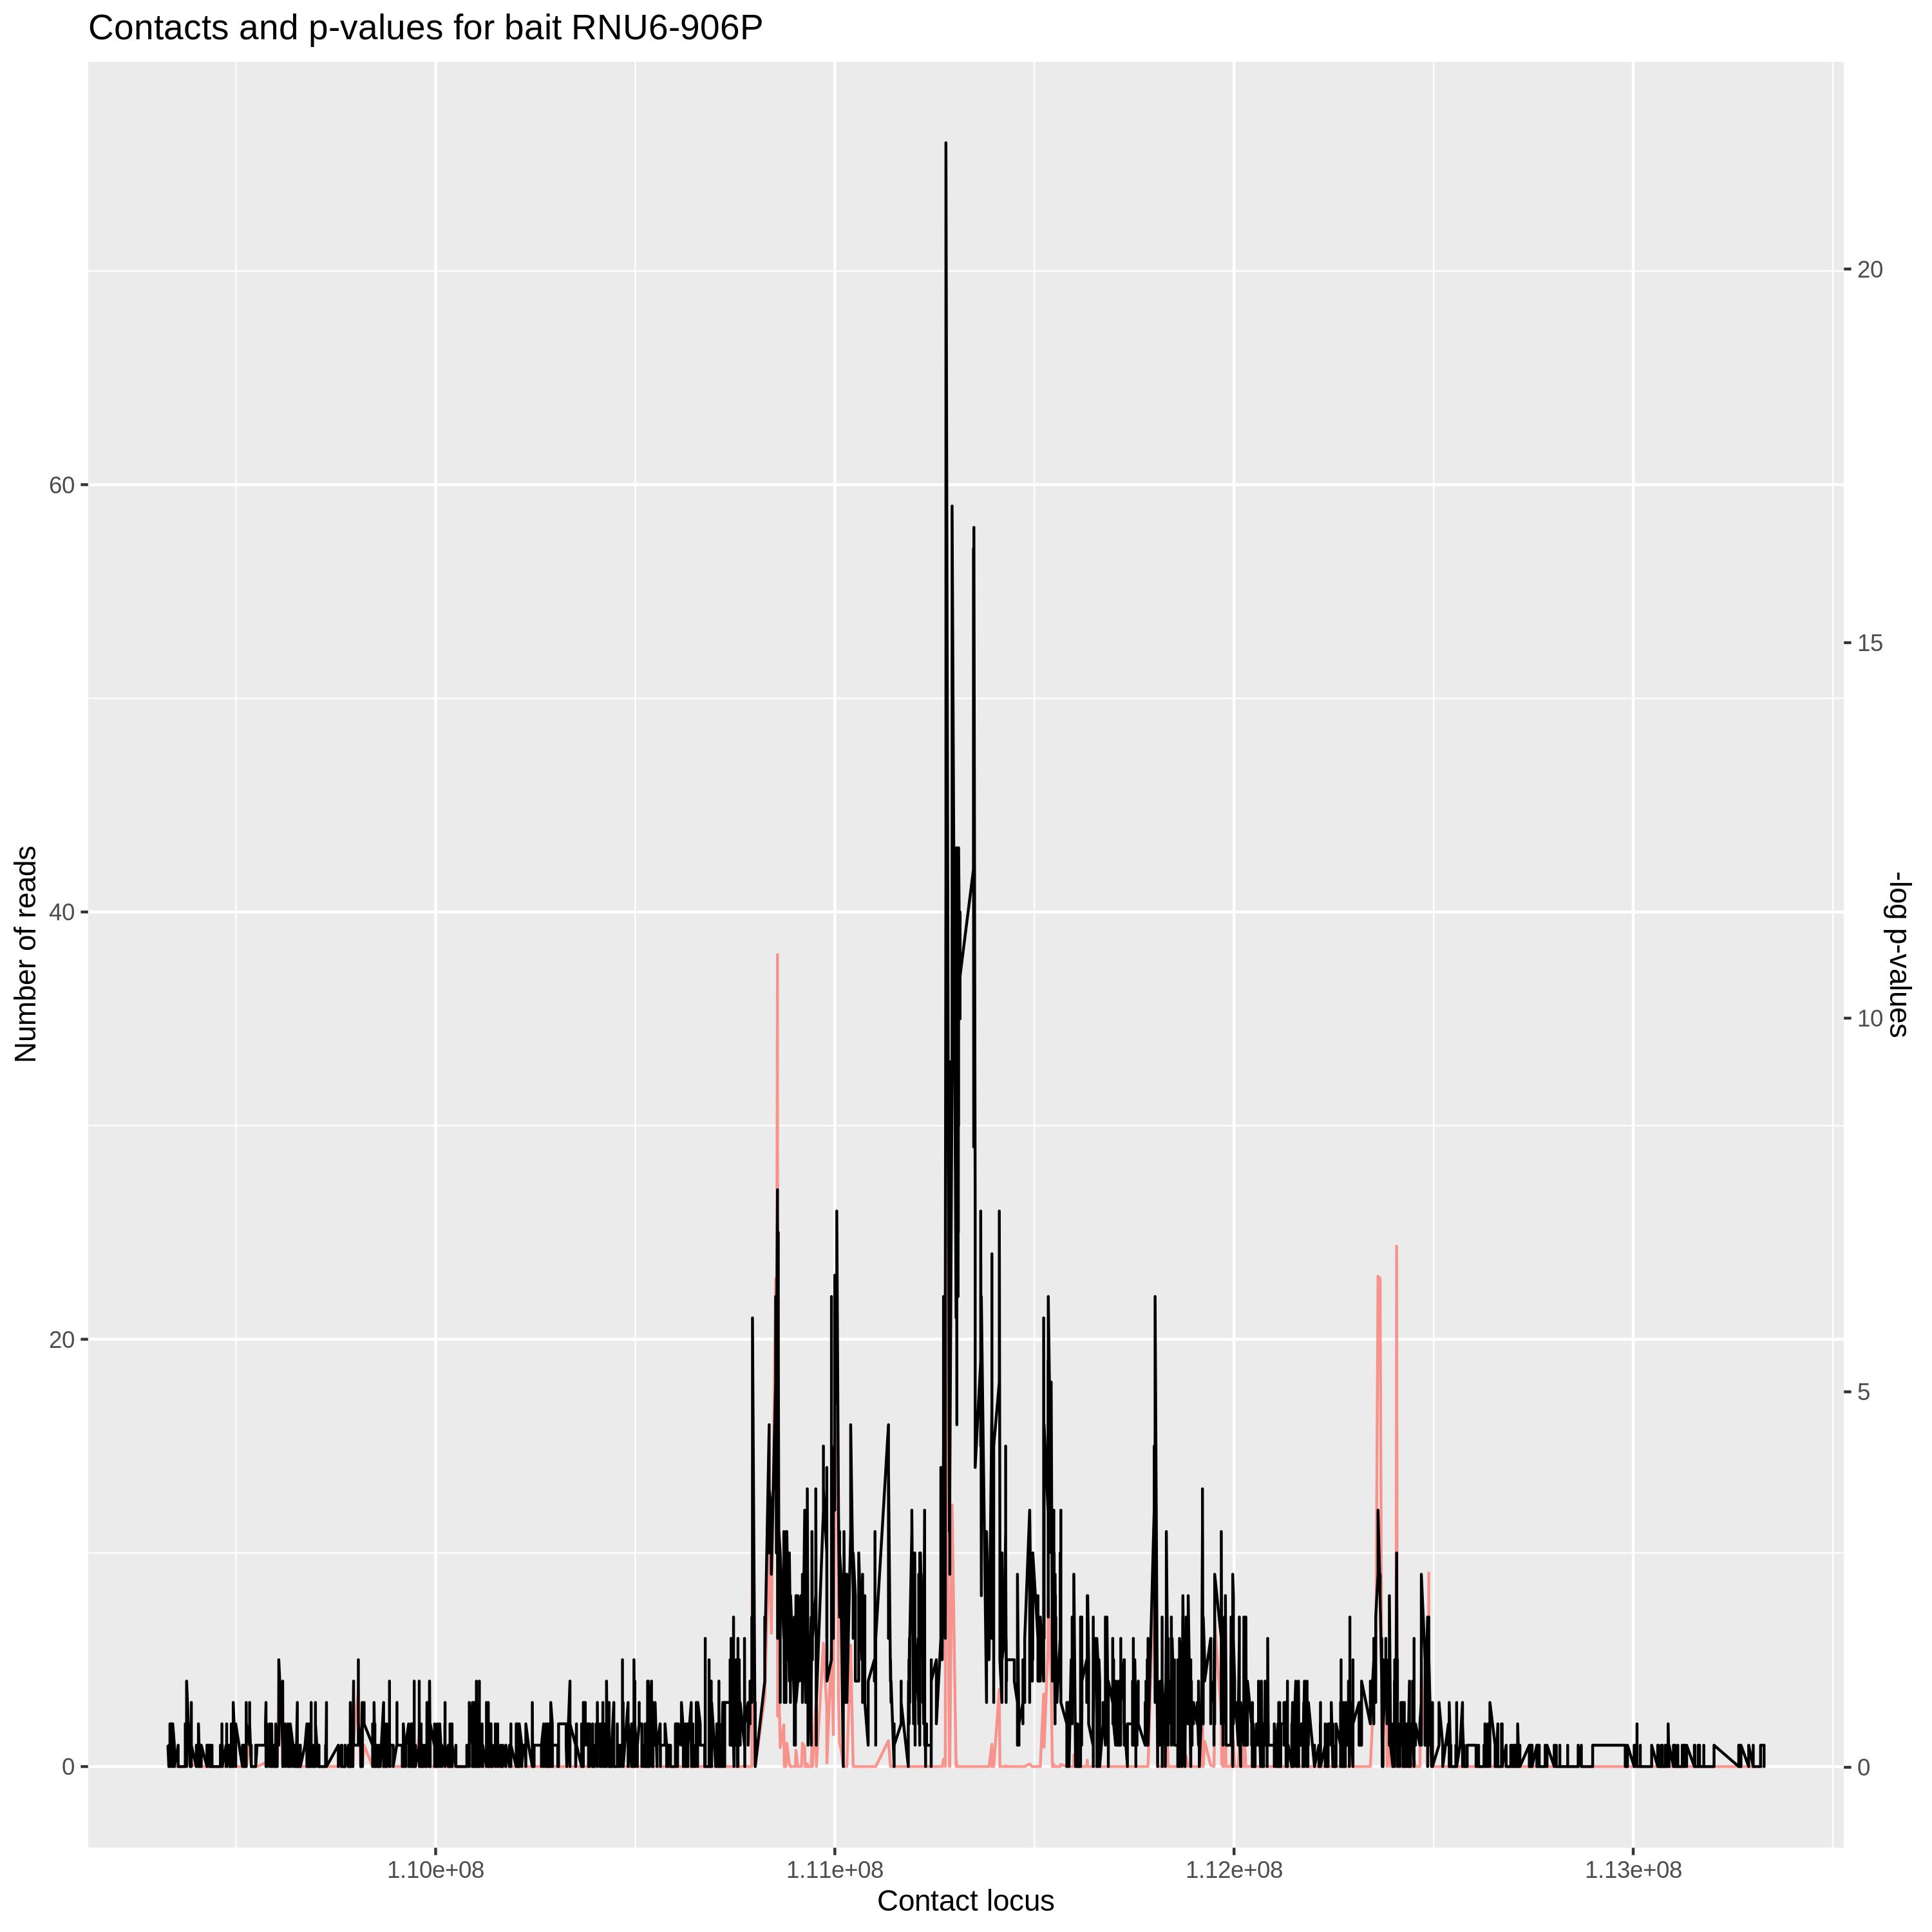 Contacts and p-values for bait RNU6-906P
Number of reads
60
40
20
0
20
15
10
5
0
-log p-values
1.10e+08 1.11e+08 1.12e+08 1.13e+08
Contact locus